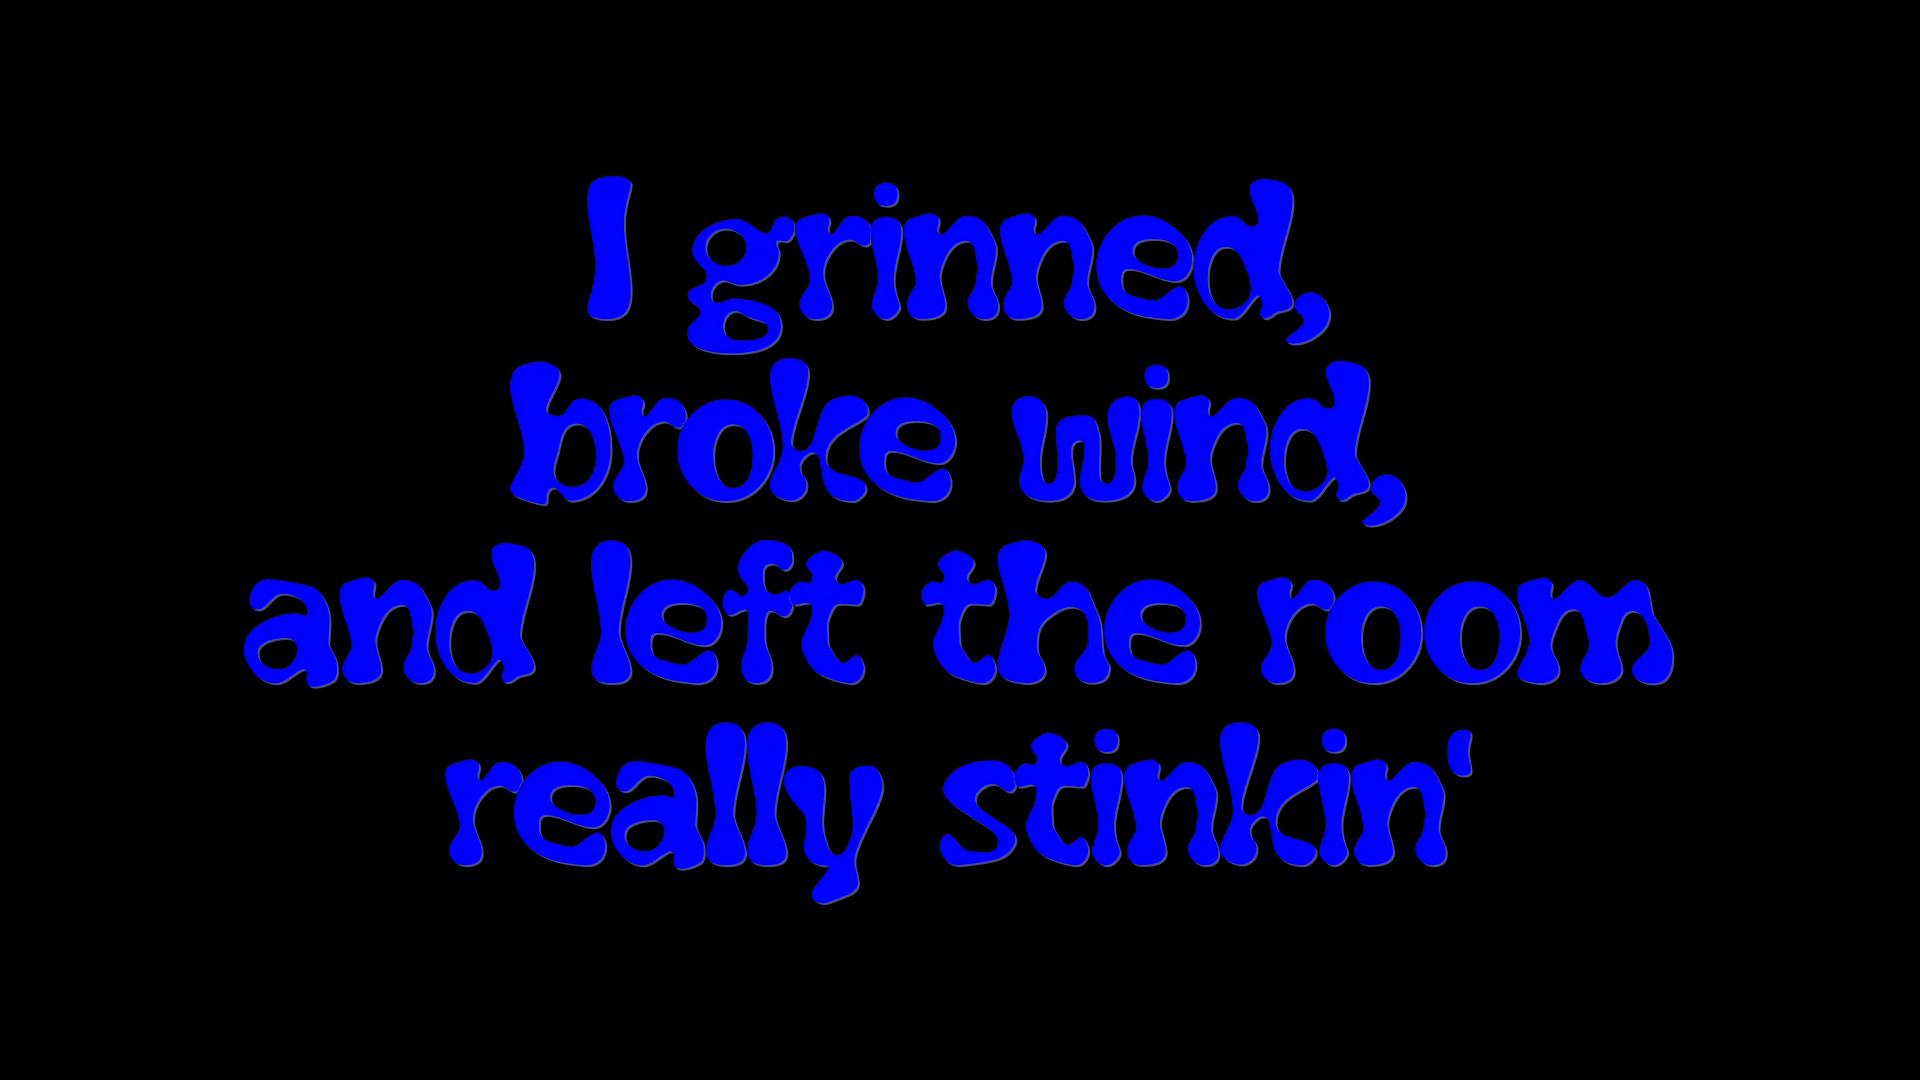 I grinned,
broke wind,
and left the room
really stinkin'